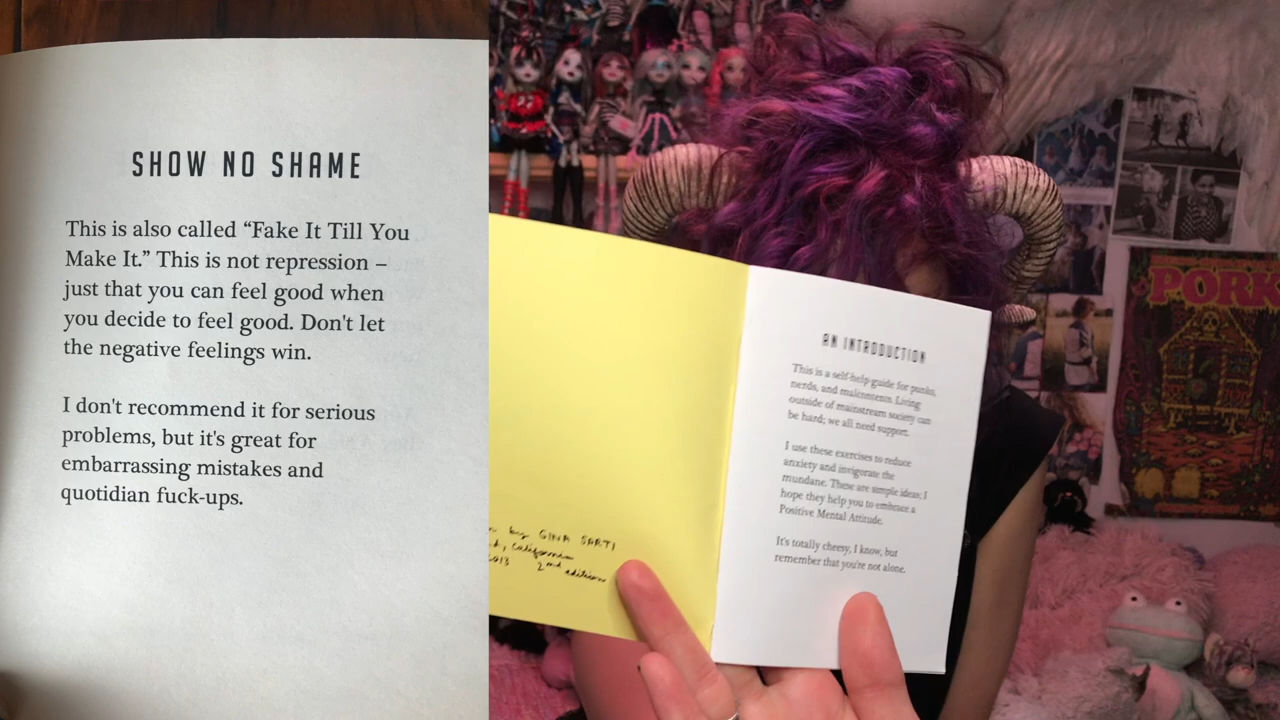 SHOW NO SHAME
This is also called “Fake It Till You
Make It.” This is not repression –
just that you can feel good when
you decide to feel good. Don't let
the negative feelings win.
I don't recommend it for serious
problems, but it's great for
embarrassing mistakes and
quotidian fuck-ups.
by GINA SARTI
California
2nd edition
AN INTRODUCTION
This is a self-help guide for punks,
nerds, and malcontents. Living
outside of mainstream society can
be hard; we all need support.
I use these exercises to reduce
anxiety and invigorate the
mundane. These are simple ideas; I
hope they help you to embrace a
Positive Mental Attitude.
It's totally cheesy, I know, but
remember that you're not alone.
PORK